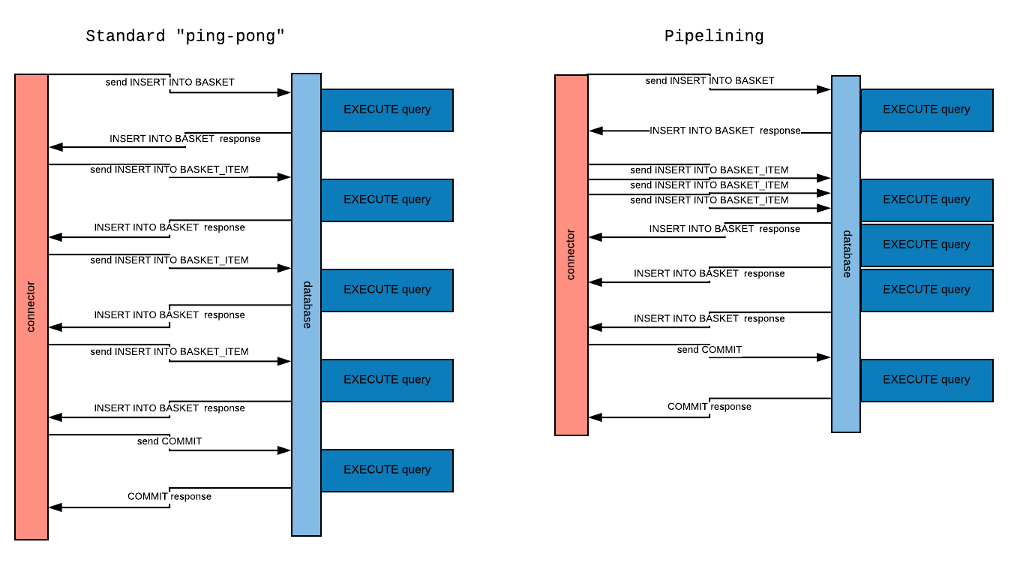 Standard "ping-pong"
send INSERT INTO BASKET
EXECUTE query
INSERT INTO BASKET response
send INSERT INTO BASKET_ITEM
EXECUTE query
INSERT INTO BASKET response
send INSERT INTO BASKET_ITEM
connector
database
EXECUTE query
INSERT INTO BASKET response
send INSERT INTO BASKET_ITEM
EXECUTE query
INSERT INTO BASKET response
send COMMIT
EXECUTE query
COMMIT response
Pipelining
send INSERT INTO BASKET
EXECUTE query
INSERT INTO BASKET response
send INSERT INTO BASKET_ITEM
send INSERT INTO BASKET_ITEM
send INSERT INTO BASKET_ITEM
EXECUTE query
INSERT INTO BASKET response
connector
database
EXECUTE query
INSERT INTO BASKET response
EXECUTE query
INSERT INTO BASKET response
send COMMIT
EXECUTE query
COMMIT response